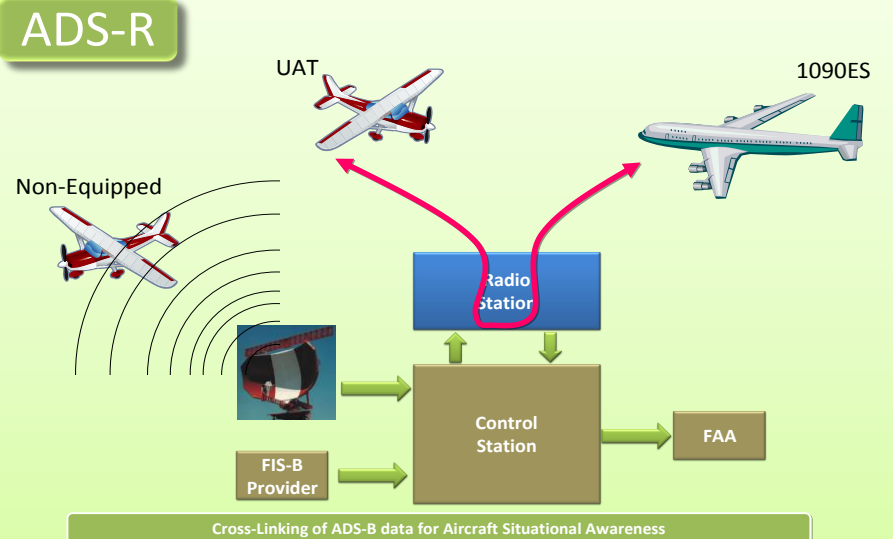 ADS-R
UAT
1090ES
Non-Equipped
Radio
Station
Control
Station
FAA
FIS-B
Provider
Cross-Linking of ADS-B data for Aircraft Situational Awareness